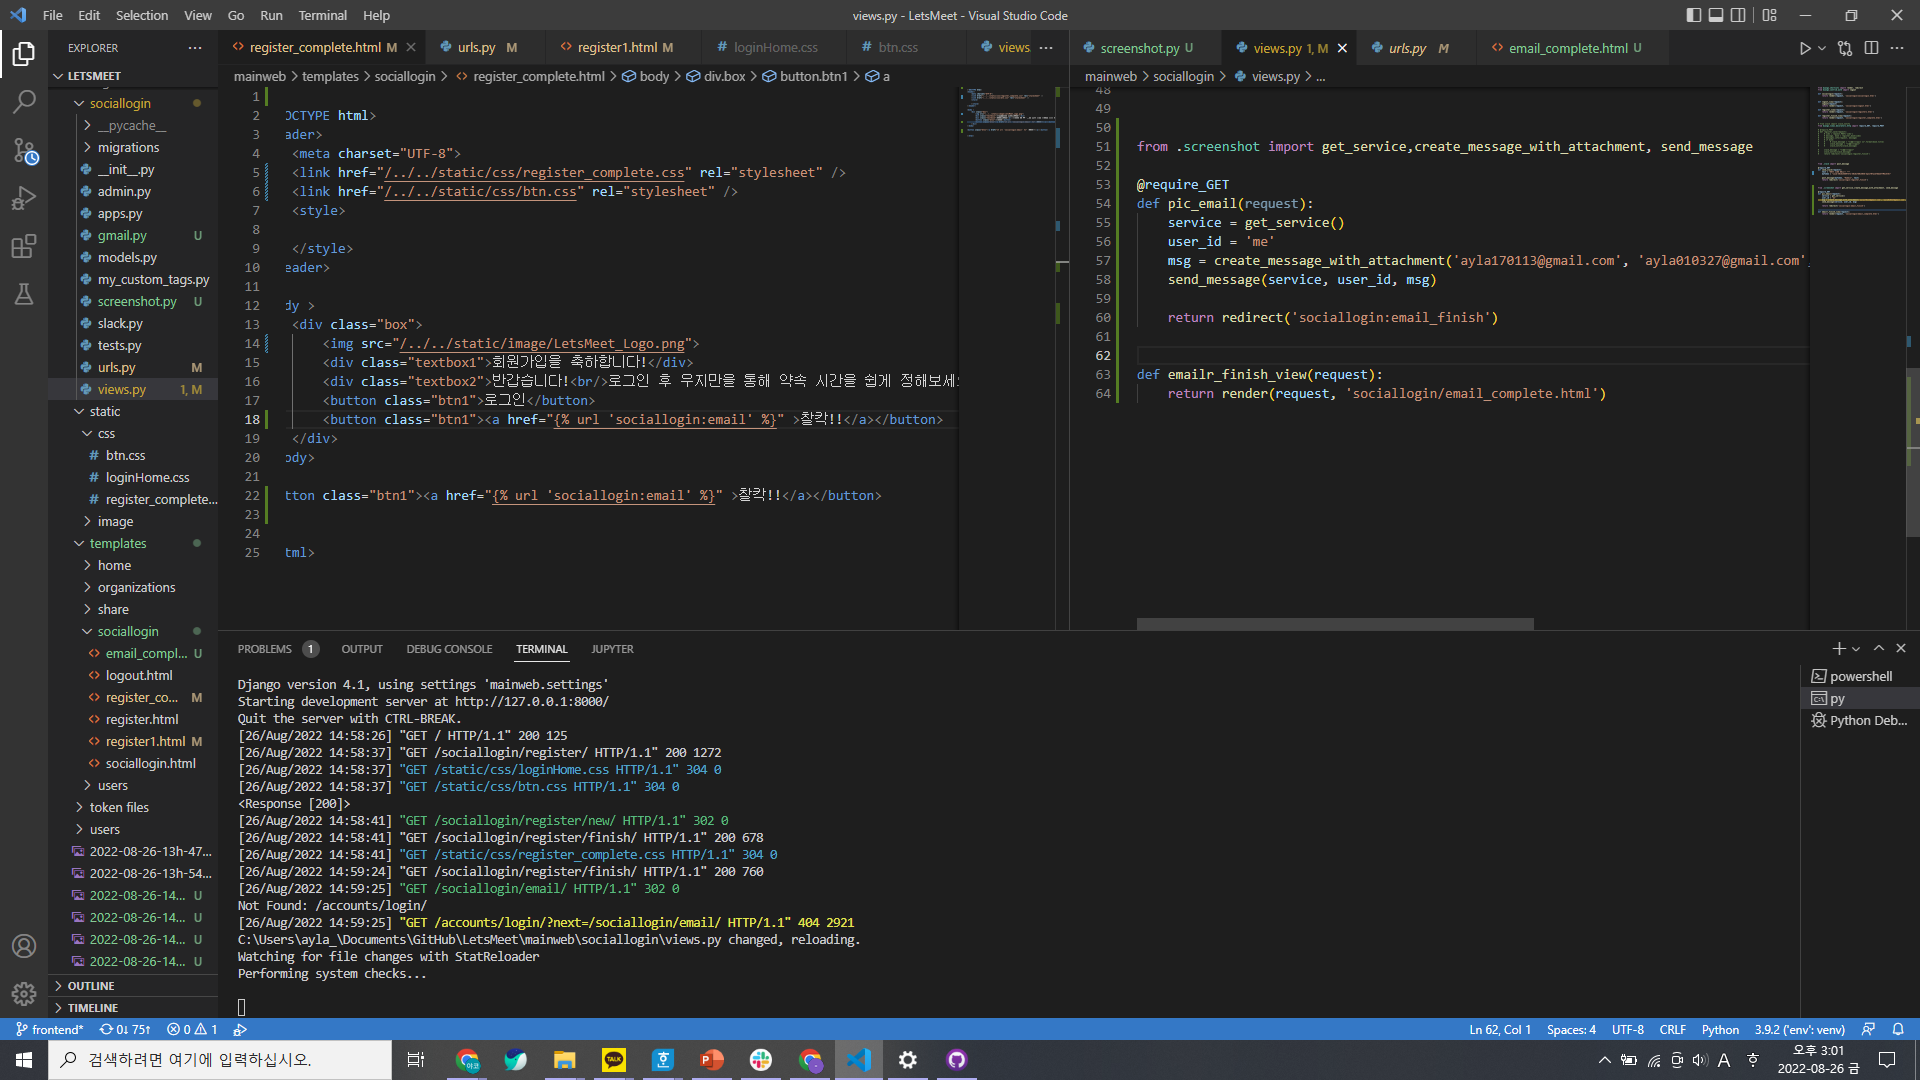 File Edit Selection View Go Run Terminal Help
views.py - LetsMeet - Visual Studio Code
EXPLORER
LETSMEET
sociallogin
__pycache__
migrations
__init__.py
admin.py
apps.py
gmail.py U
models.py
my_custom_tags.py
screenshot.py U
slack.py
tests.py
urls.py M
views.py 1, M
static
css
btn.css
loginHome.css
register_complete...
image
templates
home
organizations
share
sociallogin
email_compl... U
logout.html
register_co... M
register.html
register1.html M
sociallogin.html
users
token files
users
2022-08-26-13h-47...
2022-08-26-13h-54...
2022-08-26-14... U
2022-08-26-14... U
2022-08-26-14... U
2022-08-26-14... U
OUTLINE
TIMELINE
register_complete.html M urls.py M register1.html M loginHome.css btn.css views
mainweb > templates > sociallogin > register_complete.html > body > div.box > button.btn1 > a
1
2 OCTYPE html>
3 ader>
4 <meta charset="UTF-8">
5 <link href="/../../static/css/register_complete.css" rel="stylesheet" />
6 <link href="/../../static/css/btn.css" rel="stylesheet" />
7 <style>
8
9 </style>
10 eader>
11
12 dy >
13 <div class="box">
14 <img src="/../../static/image/LetsMeet_Logo.png">
15 <div class="textbox1">회원가입을 축하합니다!</div>
16 <div class="textbox2">반갑습니다!<br/>로그인 후 우지만을 통해 약속 시간을 쉽게 정해보세
17 <button class="btn1">로그인</button>
18 <button class="btn1"><a href="{% url 'sociallogin:email' %}" >찰칵!!</a></button>
19 </div>
20 ody>
21
22 tton class="btn1"><a href="{% url 'sociallogin:email' %}" >찰칵!!</a></button>
23
24
25 tml>
screenshot.py U views.py 1, M urls.py M email_complete.html U
mainweb > sociallogin > views.py > ...
48
49
50
51 from .screenshot import get_service,create_message_with_attachment, send_message
52
53 @require_GET
54 def pic_email(request):
55 service = get_service()
56 user_id = 'me'
57 msg = create_message_with_attachment('ayla170113@gmail.com', 'ayla010327@gmail.com'
58 send_message(service, user_id, msg)
59
60 return redirect('sociallogin:email_finish')
61
62
63 def emailr_finish_view(request):
64 return render(request, 'sociallogin/email_complete.html')
PROBLEMS 1 OUTPUT DEBUG CONSOLE TERMINAL JUPYTER
Django version 4.1, using settings 'mainweb.settings'
Starting development server at http://127.0.0.1:8000/
Quit the server with CTRL-BREAK.
[26/Aug/2022 14:58:26] "GET / HTTP/1.1" 200 125
[26/Aug/2022 14:58:37] "GET /sociallogin/register/ HTTP/1.1" 200 1272
[26/Aug/2022 14:58:37] "GET /static/css/loginHome.css HTTP/1.1" 304 0
[26/Aug/2022 14:58:37] "GET /static/css/btn.css HTTP/1.1" 304 0
<Response [200]>
[26/Aug/2022 14:58:41] "GET /sociallogin/register/new/ HTTP/1.1" 302 0
[26/Aug/2022 14:58:41] "GET /sociallogin/register/finish/ HTTP/1.1" 200 678
[26/Aug/2022 14:58:41] "GET /static/css/register_complete.css HTTP/1.1" 304 0
[26/Aug/2022 14:59:24] "GET /sociallogin/register/finish/ HTTP/1.1" 200 760
[26/Aug/2022 14:59:25] "GET /sociallogin/email/ HTTP/1.1" 302 0
Not Found: /accounts/login/
[26/Aug/2022 14:59:25] "GET /accounts/login/?next=/sociallogin/email/ HTTP/1.1" 404 2921
C:\Users\ayla_\Documents\GitHub\LetsMeet\mainweb\sociallogin\views.py changed, reloading.
Watching for file changes with StatReloader
Performing system checks...
powershell
py
Python Deb...
frontend* 0↓ 75↑ 0 1
Ln 62, Col 1 Spaces: 4 UTF-8 CRLF Python 3.9.2 ('env': venv)
검색하려면 여기에 입력하십시오.
TALK
A
오후 3:01
2022-08-26 금